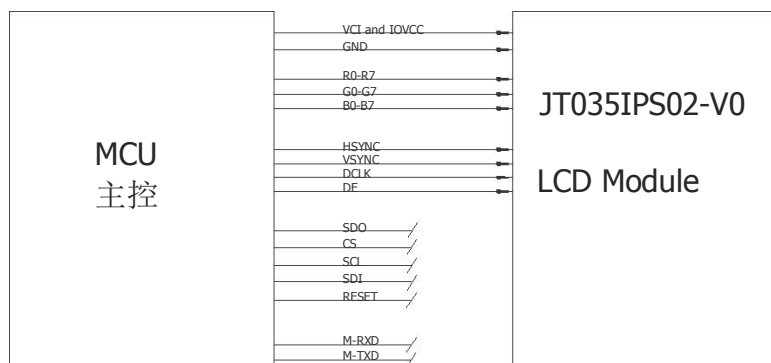 VCI and IOVCC
GND
R0-R7
G0-G7
B0-B7
JT035IPS02-V0
MCU
主控
HSYNC
VSYNC
DCLK
DE
LCD Module
SDO
CS
SCL
SDI
RESET
M-RXD
M-TXD